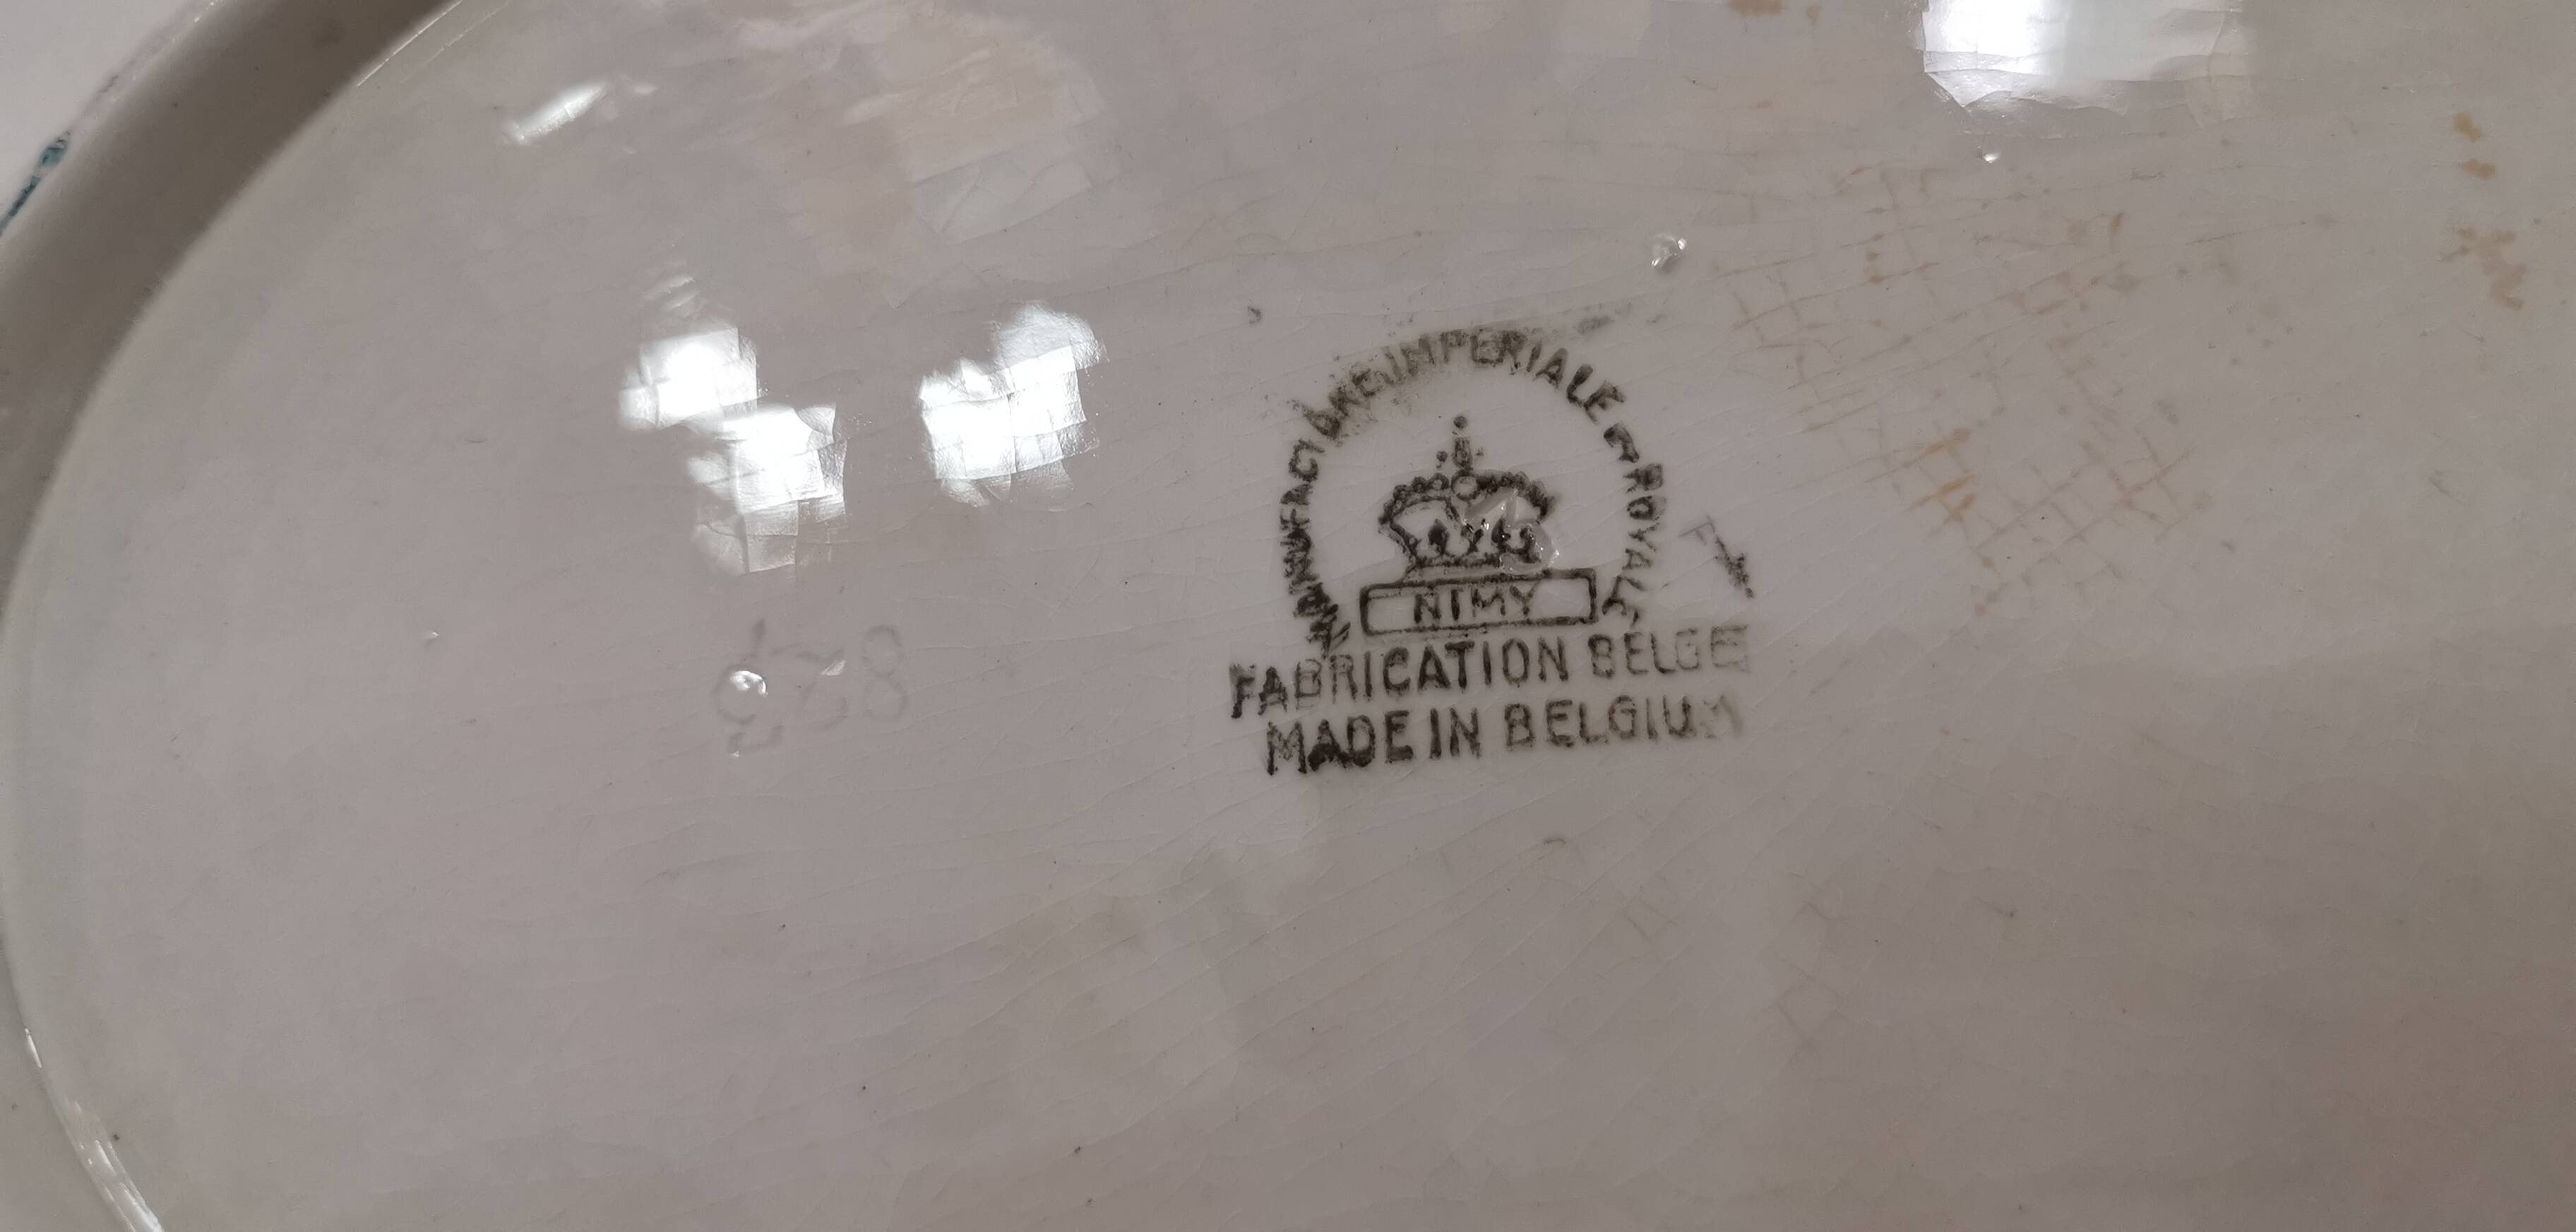 MANUFACTURE IMPERIALE ET ROYALE
NIMY
FABRICATION BELGE
MADE IN BELGIUM